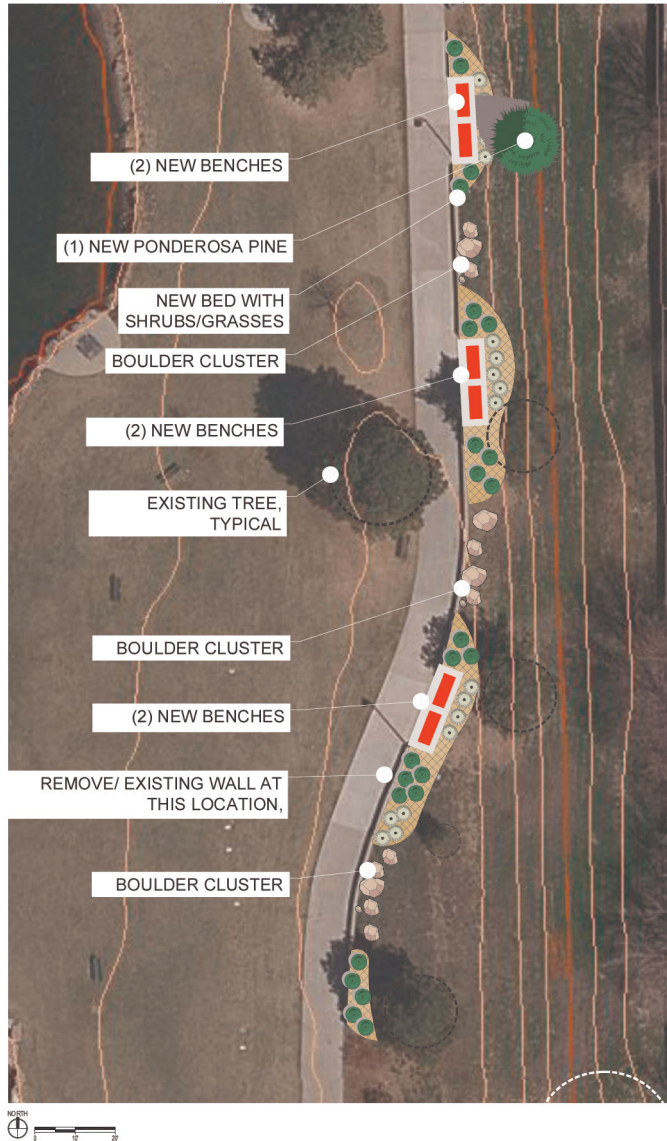 (2) NEW BENCHES
(1) NEW PONDEROSA PINE
NEW BED WITH
SHRUBS/GRASSES
BOULDER CLUSTER
(2) NEW BENCHES
EXISTING TREE,
TYPICAL
BOULDER CLUSTER
(2) NEW BENCHES
REMOVE/ EXISTING WALL AT
THIS LOCATION,
BOULDER CLUSTER
NORTH
0 10' 20'